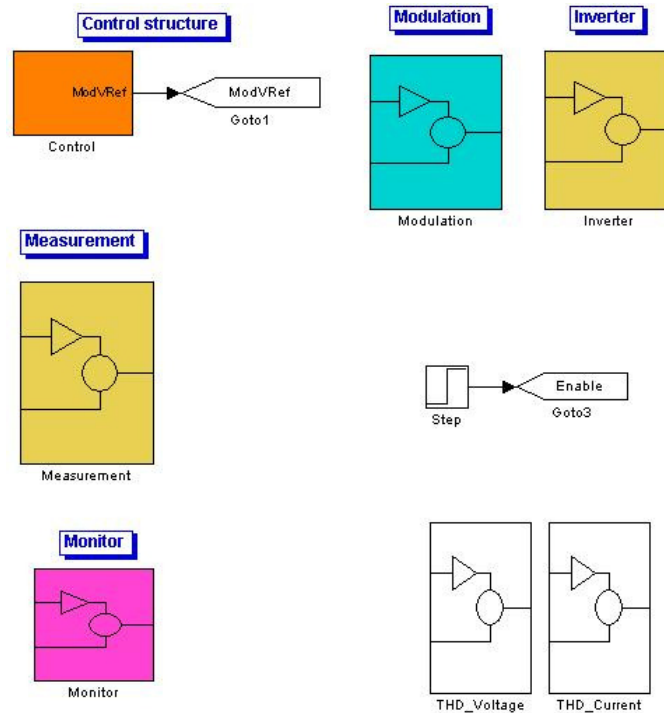 Control structure
Modulation
Inverter
ModVRef
ModVRef
Goto1
Control
Modulation
Inverter
Measurement
Enable
Step
Goto3
Measurement
Monitor
Monitor
THD_Voltage
THD_Current